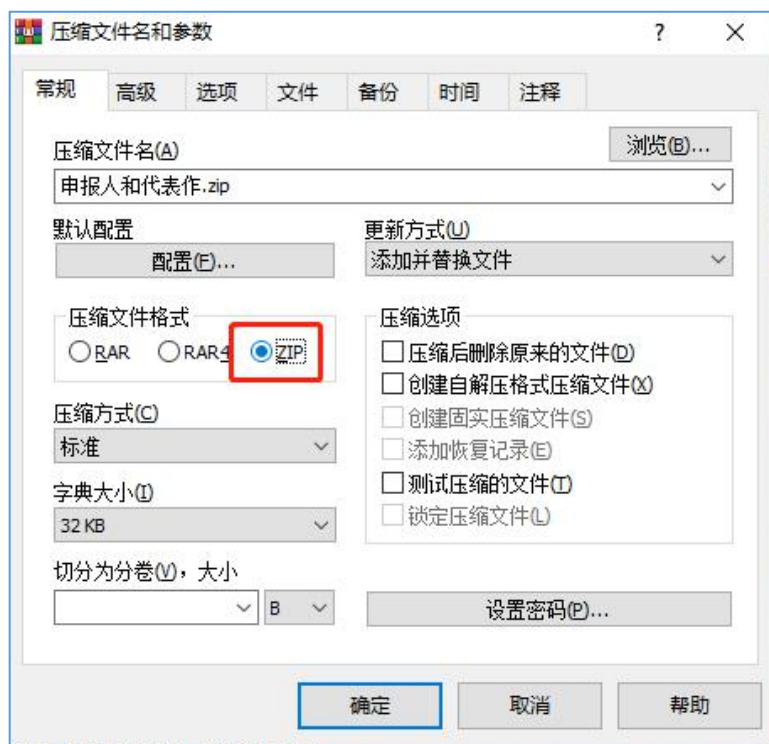 压缩文件名和参数 ?
常规 高级 选项 文件 备份 时间 注释
压缩文件名(A) 浏览(B)...
申报人和代表作.zip
默认配置 更新方式(U)
配置(F)... 添加并替换文件
压缩文件格式 压缩选项
RAR RAR4 ZIP 压缩后删除原来的文件(D)
创建自解压格式压缩文件(X)
压缩方式(C) 创建固实压缩文件(S)
标准 添加恢复记录(E)
字典大小(I) 测试压缩的文件(T)
32 KB 锁定压缩文件(L)
切分为分卷(V)，大小
B 设置密码(P)...
确定 取消 帮助